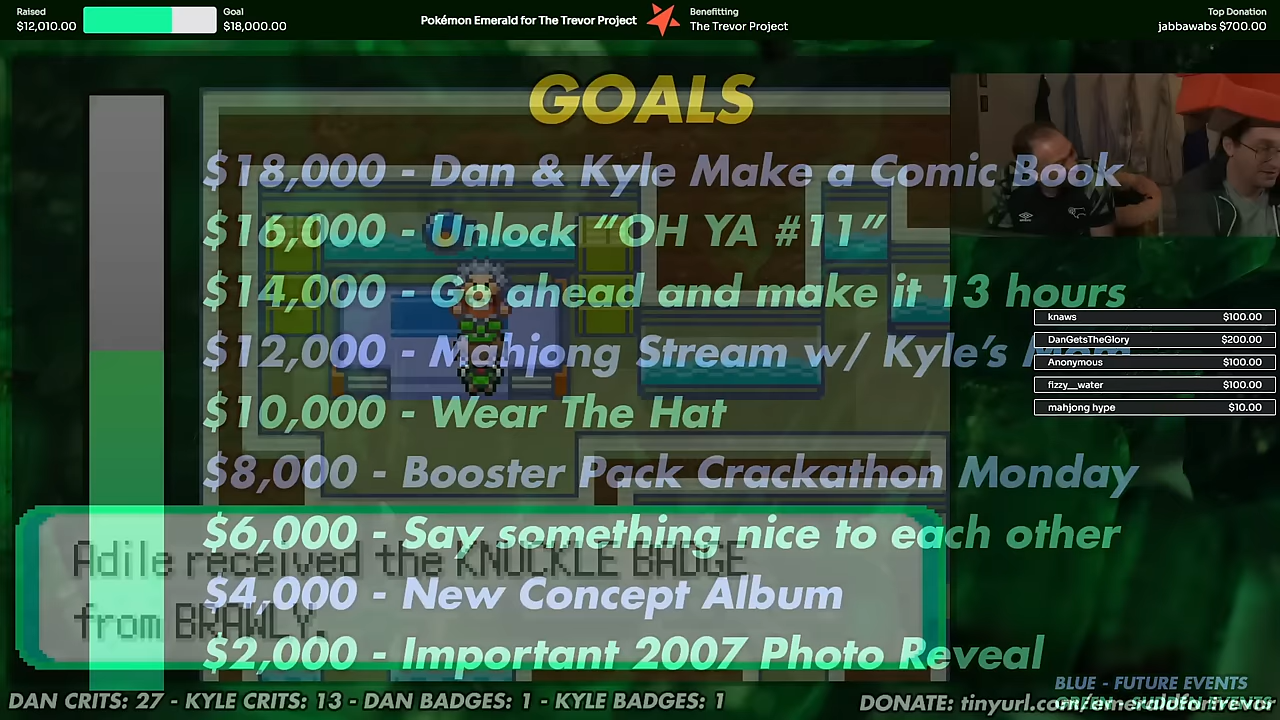 Raised
$12,010.00
Goal
$18,000.00
Pokémon Emerald for The Trevor Project
Benefitting
The Trevor Project
Top Donation
jabbawabs $700.00
GOALS
$18,000 - Dan & Kyle Make a Comic Book
$16,000 - Unlock “OH YA #11”
$14,000 - Go ahead and make it 13 hours
$12,000 - Mahjong Stream w/ Kyle’s Mom
$10,000 - Wear The Hat
$8,000 - Booster Pack Crackathon Monday
$6,000 - Say something nice to each other
$4,000 - New Concept Album
$2,000 - Important 2007 Photo Reveal
knaws $100.00
DanGetsTheGlory $200.00
Anonymous $100.00
fizzy__water $100.00
mahjong hype $10.00
Adile received the KNUCKLE BADGE
from BRAWLY.
BLUE - FUTURE EVENTS
DAN CRITS: 27 - KYLE CRITS: 13 - DAN BADGES: 1 - KYLE BADGES: 1
DONATE: tinyurl.com/emeraldfortrevor